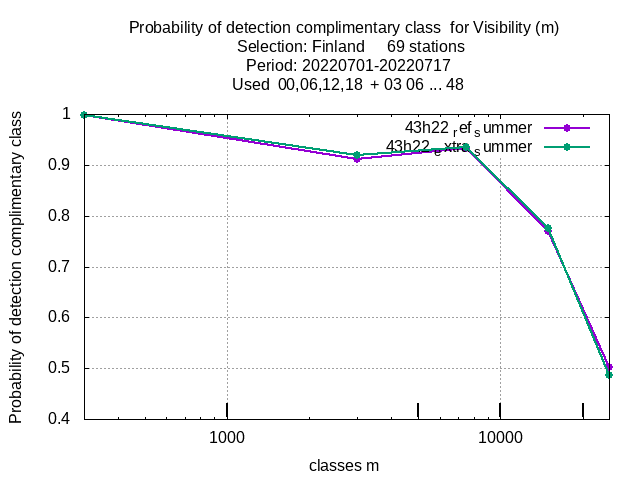 Probability of detection complimentary class for Visibility (m)
Selection: Finland 69 stations
Period: 20220701-20220717
Used 00,06,12,18 + 03 06 ... 48
Probability of detection complimentary class
1
0.9
0.8
0.7
0.6
0.5
0.4
43h22refsummer
43h22extrasummer
1000
10000
classes m